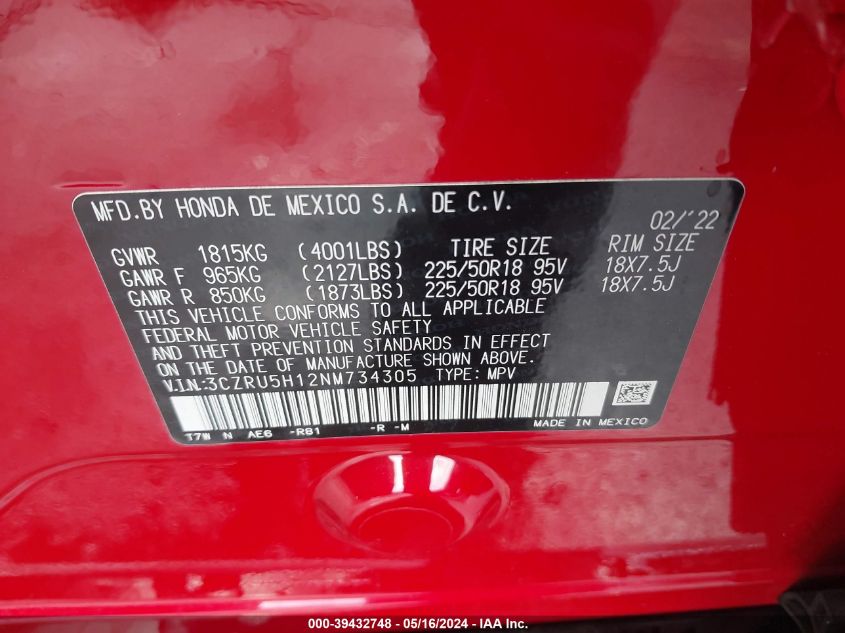 MFD.BY HONDA DE MEXICO S.A. DE C.V.
02/'22
GVWR 1815KG (4001LBS) TIRE SIZE RIM SIZE
GAWR F 965KG (2127LBS) 225/50R18 95V 18X7.5J
GAWR R 850KG (1873LBS) 225/50R18 95V 18X7.5J
THIS VEHICLE CONFORMS TO ALL APPLICABLE
FEDERAL MOTOR VEHICLE SAFETY
AND THEFT PREVENTION STANDARDS IN EFFECT
ON THE DATE OF MANUFACTURE SHOWN ABOVE.
V.I.N:3CZRU5H12NM734305 TYPE: MPV
T7W N AE6 -R81 -R -M MADE IN MEXICO
000-39432748 - 05/16/2024 - IAA Inc.